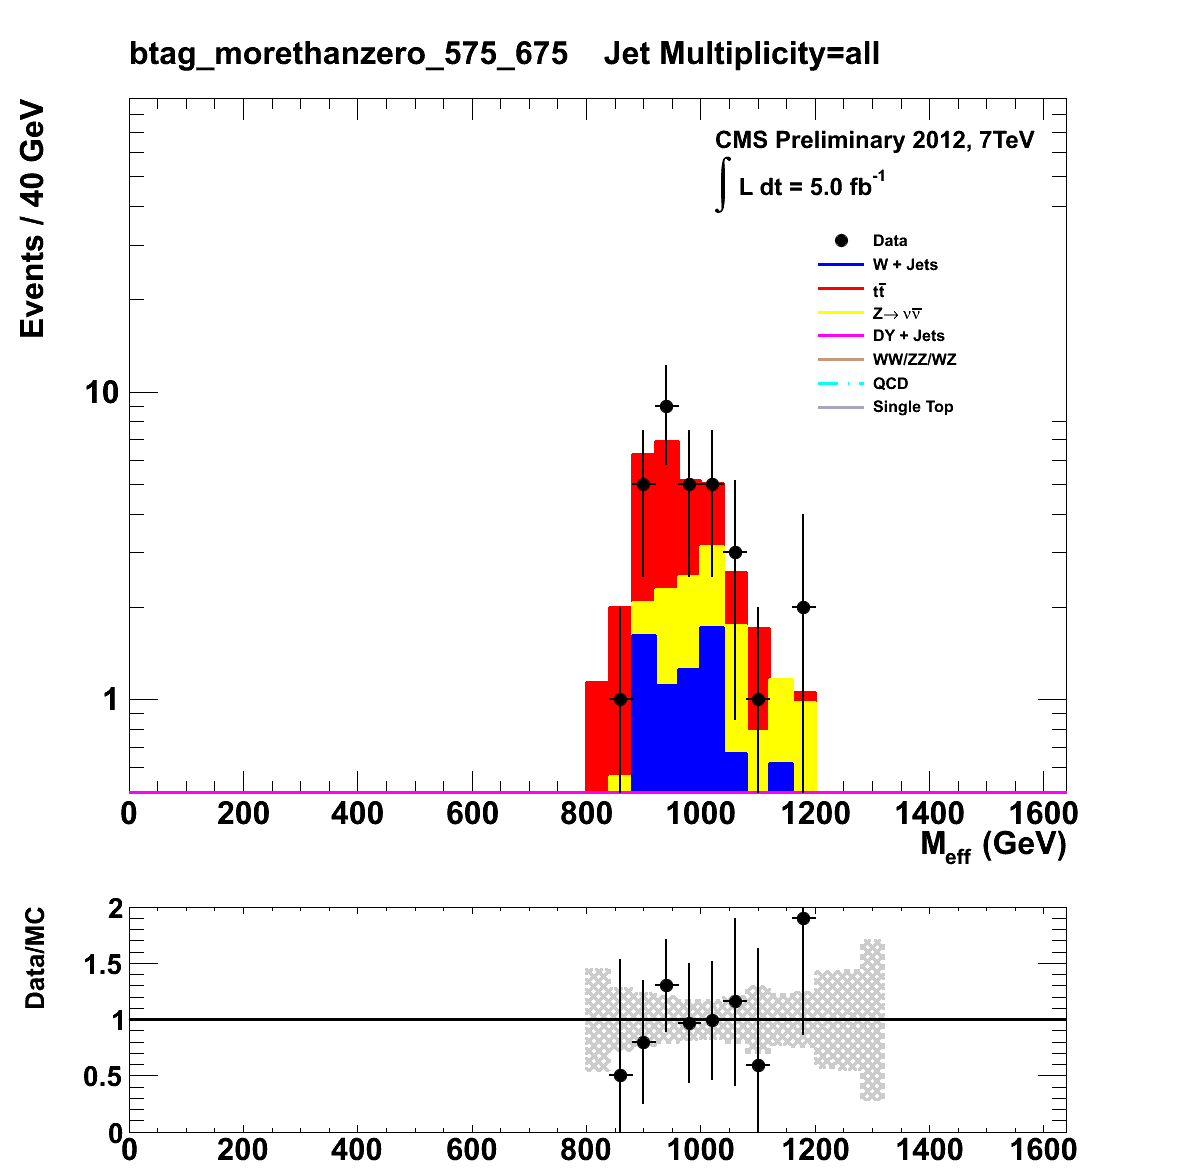 btag_morethanzero_575_675 Jet Multiplicity=all
Events / 40 GeV
CMS Preliminary 2012, 7TeV
∫ L dt = 5.0 fb⁻¹
Data
W + Jets
tt̅
Z→ νν̅
DY + Jets
WW/ZZ/WZ
QCD
Single Top
10
1
0 200 400 600 800 1000 1200 1400 1600
M_eff (GeV)
Data/MC
2
1.5
1
0.5
0
0 200 400 600 800 1000 1200 1400 1600